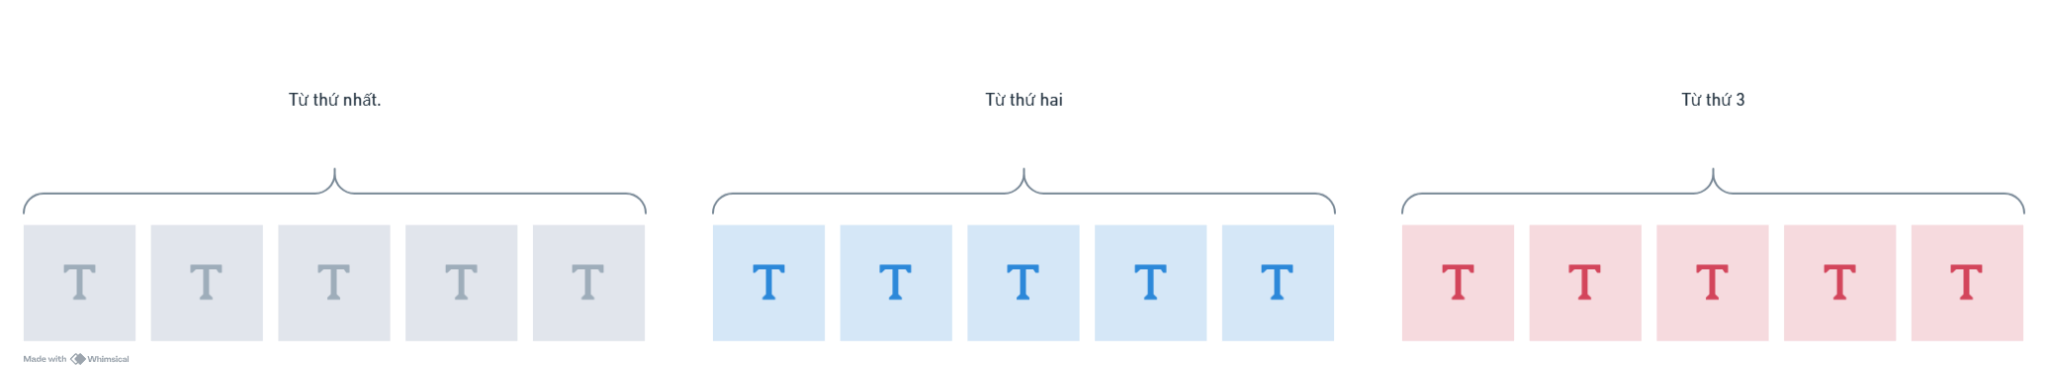 Từ thứ nhất. Từ thứ hai Từ thứ 3
T T T T T T T T T T T T T T T
Made with Whimsical